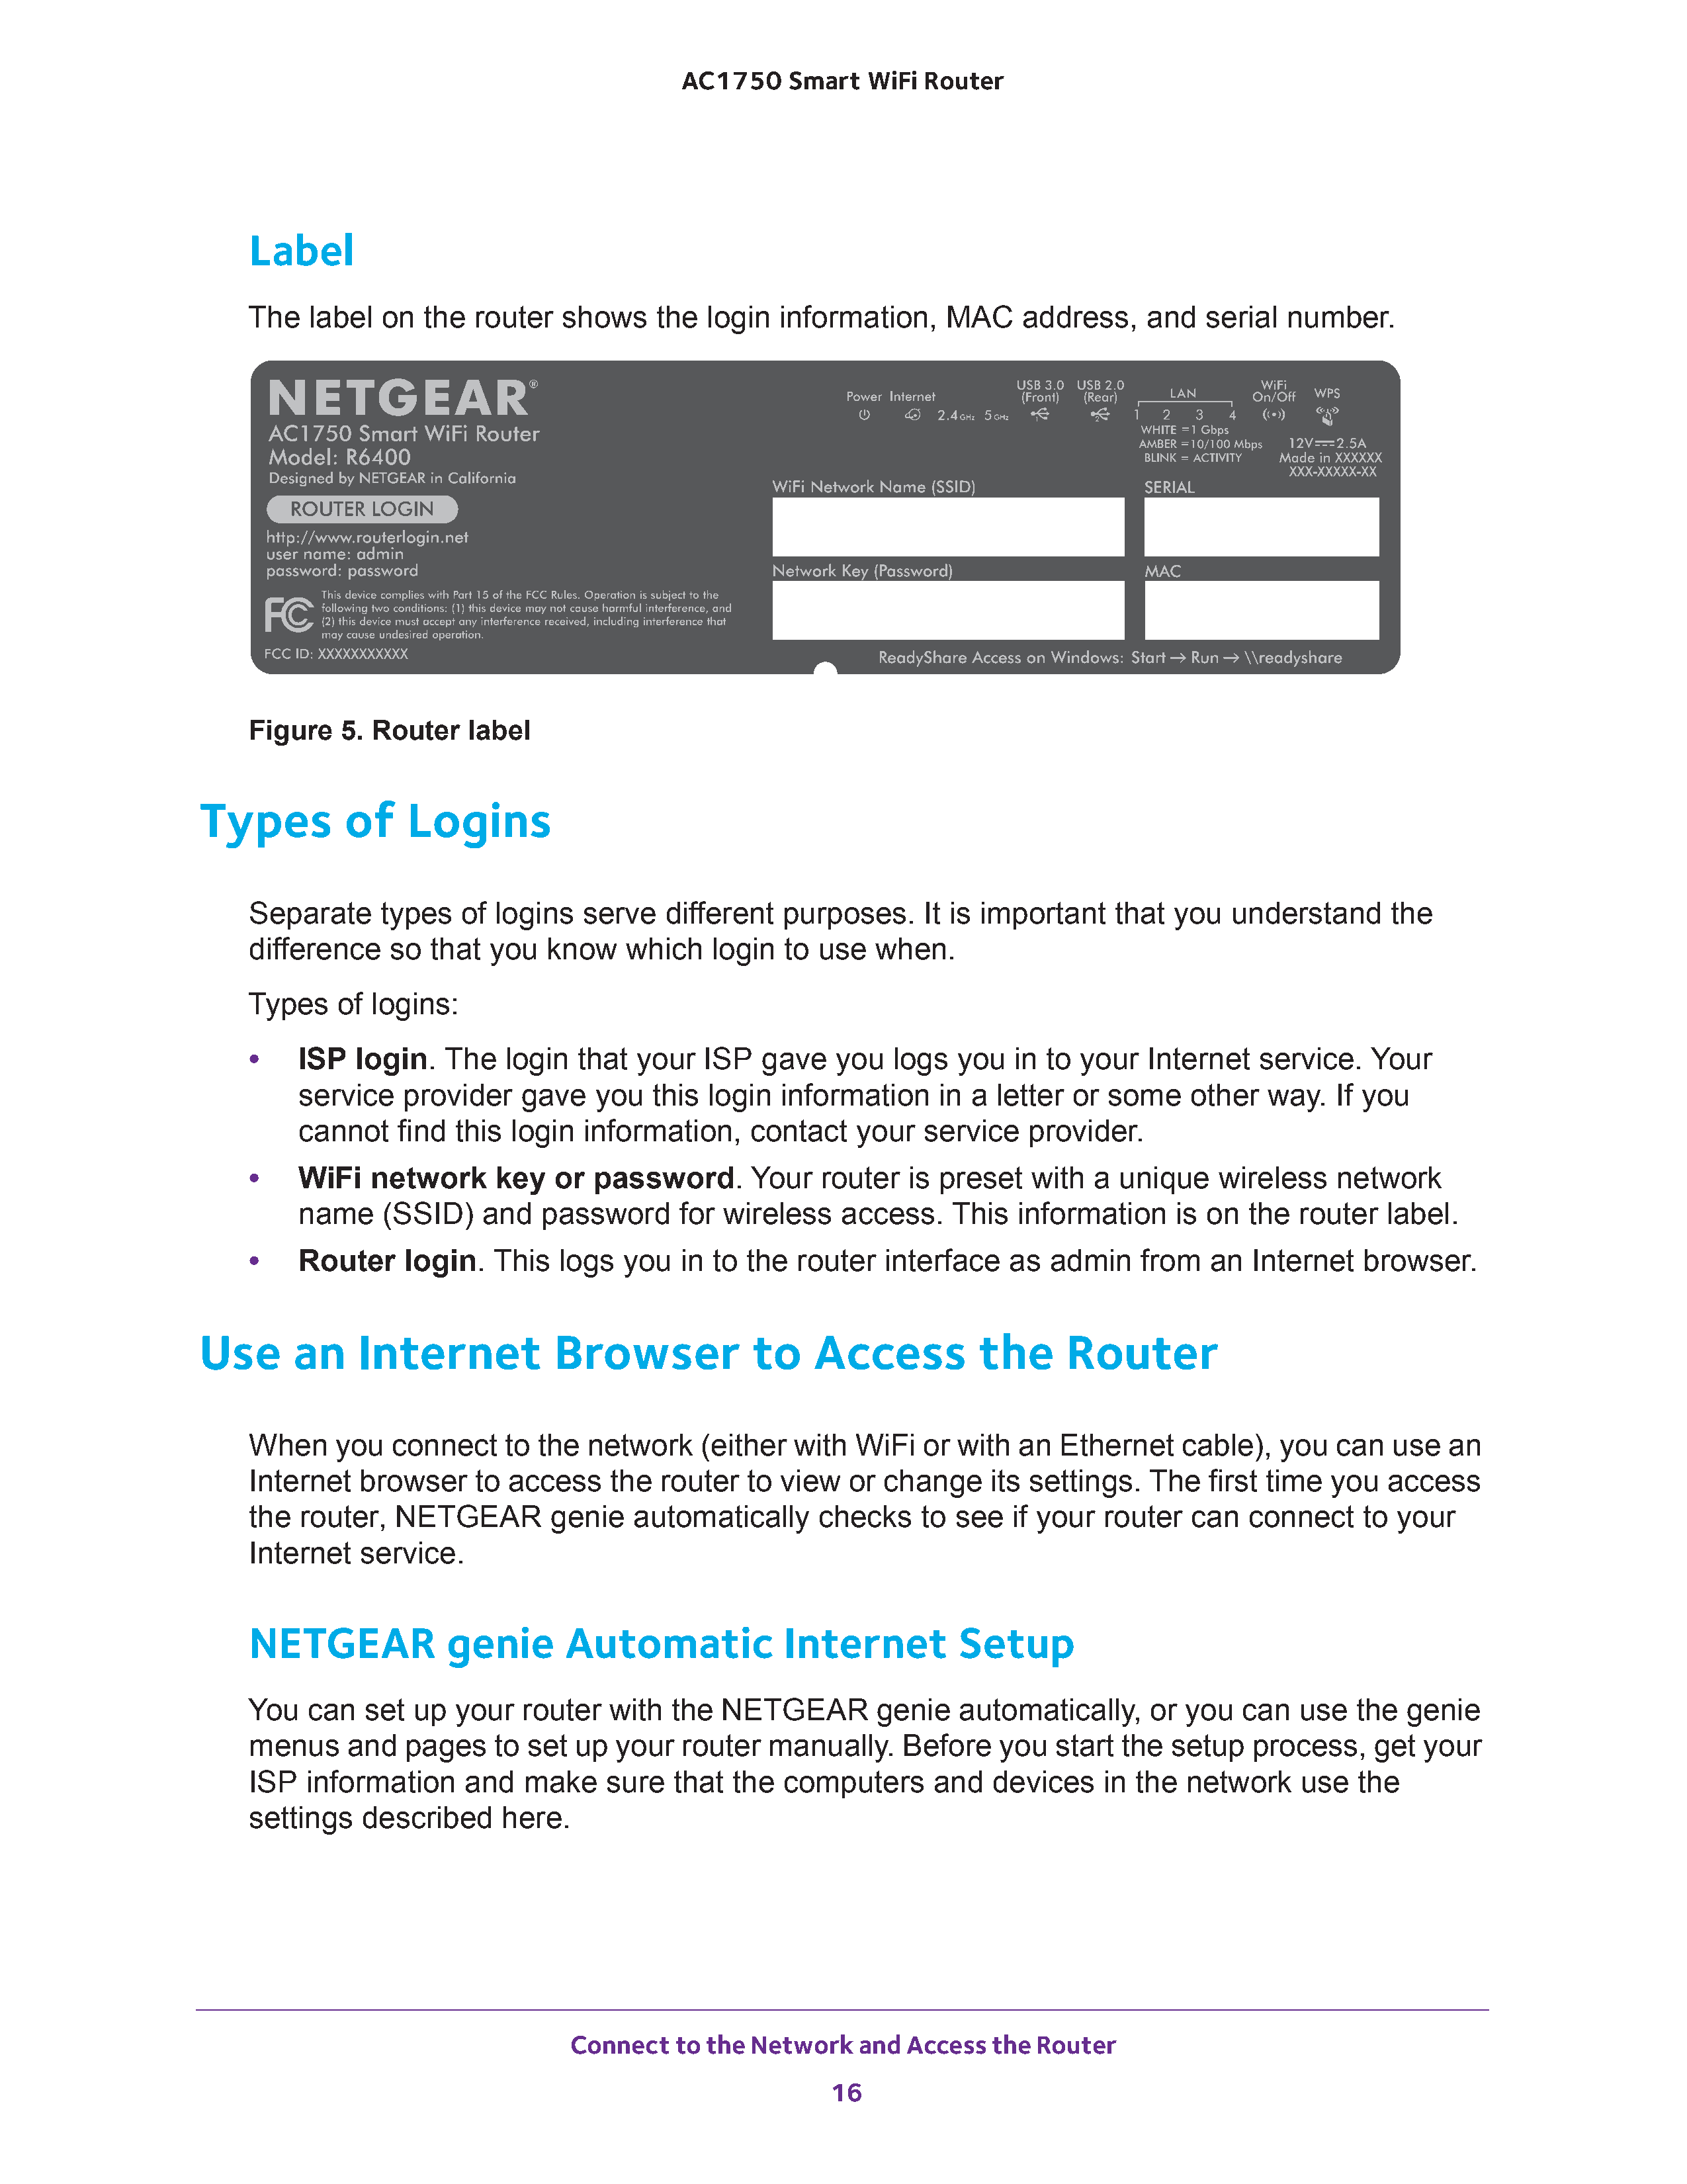 AC1750 Smart WiFi Router
Label
The label on the router shows the login information, MAC address, and serial number.
NETGEAR®
AC1750 Smart WiFi Router
Model: R6400
Designed by NETGEAR in California
ROUTER LOGIN
http://www.routerlogin.net
user name: admin
password: password
This device complies with Part 15 of the FCC Rules. Operation is subject to the
following two conditions: (1) this device may not cause harmful interference, and
(2) this device must accept any interference received, including interference that
may cause undesired operation.
FC
FCC ID: XXXXXXXXXXX
Power Internet
2.4GHz 5GHz
USB 3.0 (Front)
USB 2.0 (Rear)
LAN
1 2 3 4
WiFi On/Off
WPS
WHITE =1 Gbps
AMBER =10/100 Mbps
BLINK = ACTIVITY
12V⎓2.5A
Made in XXXXXX
XXX-XXXXX-XX
WiFi Network Name (SSID)
SERIAL
Network Key (Password)
MAC
ReadyShare Access on Windows: Start → Run → \\readyshare
Figure 5. Router label
Types of Logins
Separate types of logins serve different purposes. It is important that you understand the
difference so that you know which login to use when.
Types of logins:
• ISP login. The login that your ISP gave you logs you in to your Internet service. Your
service provider gave you this login information in a letter or some other way. If you
cannot find this login information, contact your service provider.
• WiFi network key or password. Your router is preset with a unique wireless network
name (SSID) and password for wireless access. This information is on the router label.
• Router login. This logs you in to the router interface as admin from an Internet browser.
Use an Internet Browser to Access the Router
When you connect to the network (either with WiFi or with an Ethernet cable), you can use an
Internet browser to access the router to view or change its settings. The first time you access
the router, NETGEAR genie automatically checks to see if your router can connect to your
Internet service.
NETGEAR genie Automatic Internet Setup
You can set up your router with the NETGEAR genie automatically, or you can use the genie
menus and pages to set up your router manually. Before you start the setup process, get your
ISP information and make sure that the computers and devices in the network use the
settings described here.
Connect to the Network and Access the Router
16